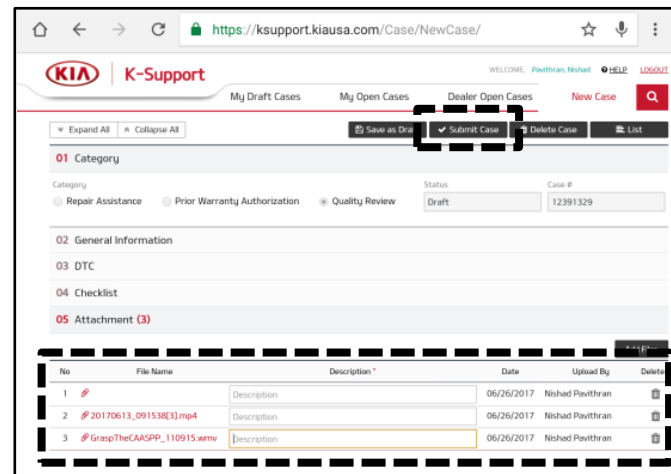 https://ksupport.kiausa.com/Case/NewCase/
KIA K-Support
WELCOME, Pavithran, Nishad HELP LOGOUT
My Draft Cases My Open Cases Dealer Open Cases New Case
Expand All Collapse All Save as Submit Case Delete Case List
01 Category
Category Status Case #
Repair Assistance Prior Warranty Authorization Quality Review Draft 12391329
02 General Information
03 DTC
04 Checklist
05 Attachment (3)
No File Name Description * Date Upload By Delete
1 Description 06/26/2017 Nishad Pavithran
2 20170613_091538[3].mp4 Description 06/26/2017 Nishad Pavithran
3 GraspTheCAASPP_110915.wmv Description 06/26/2017 Nishad Pavithran